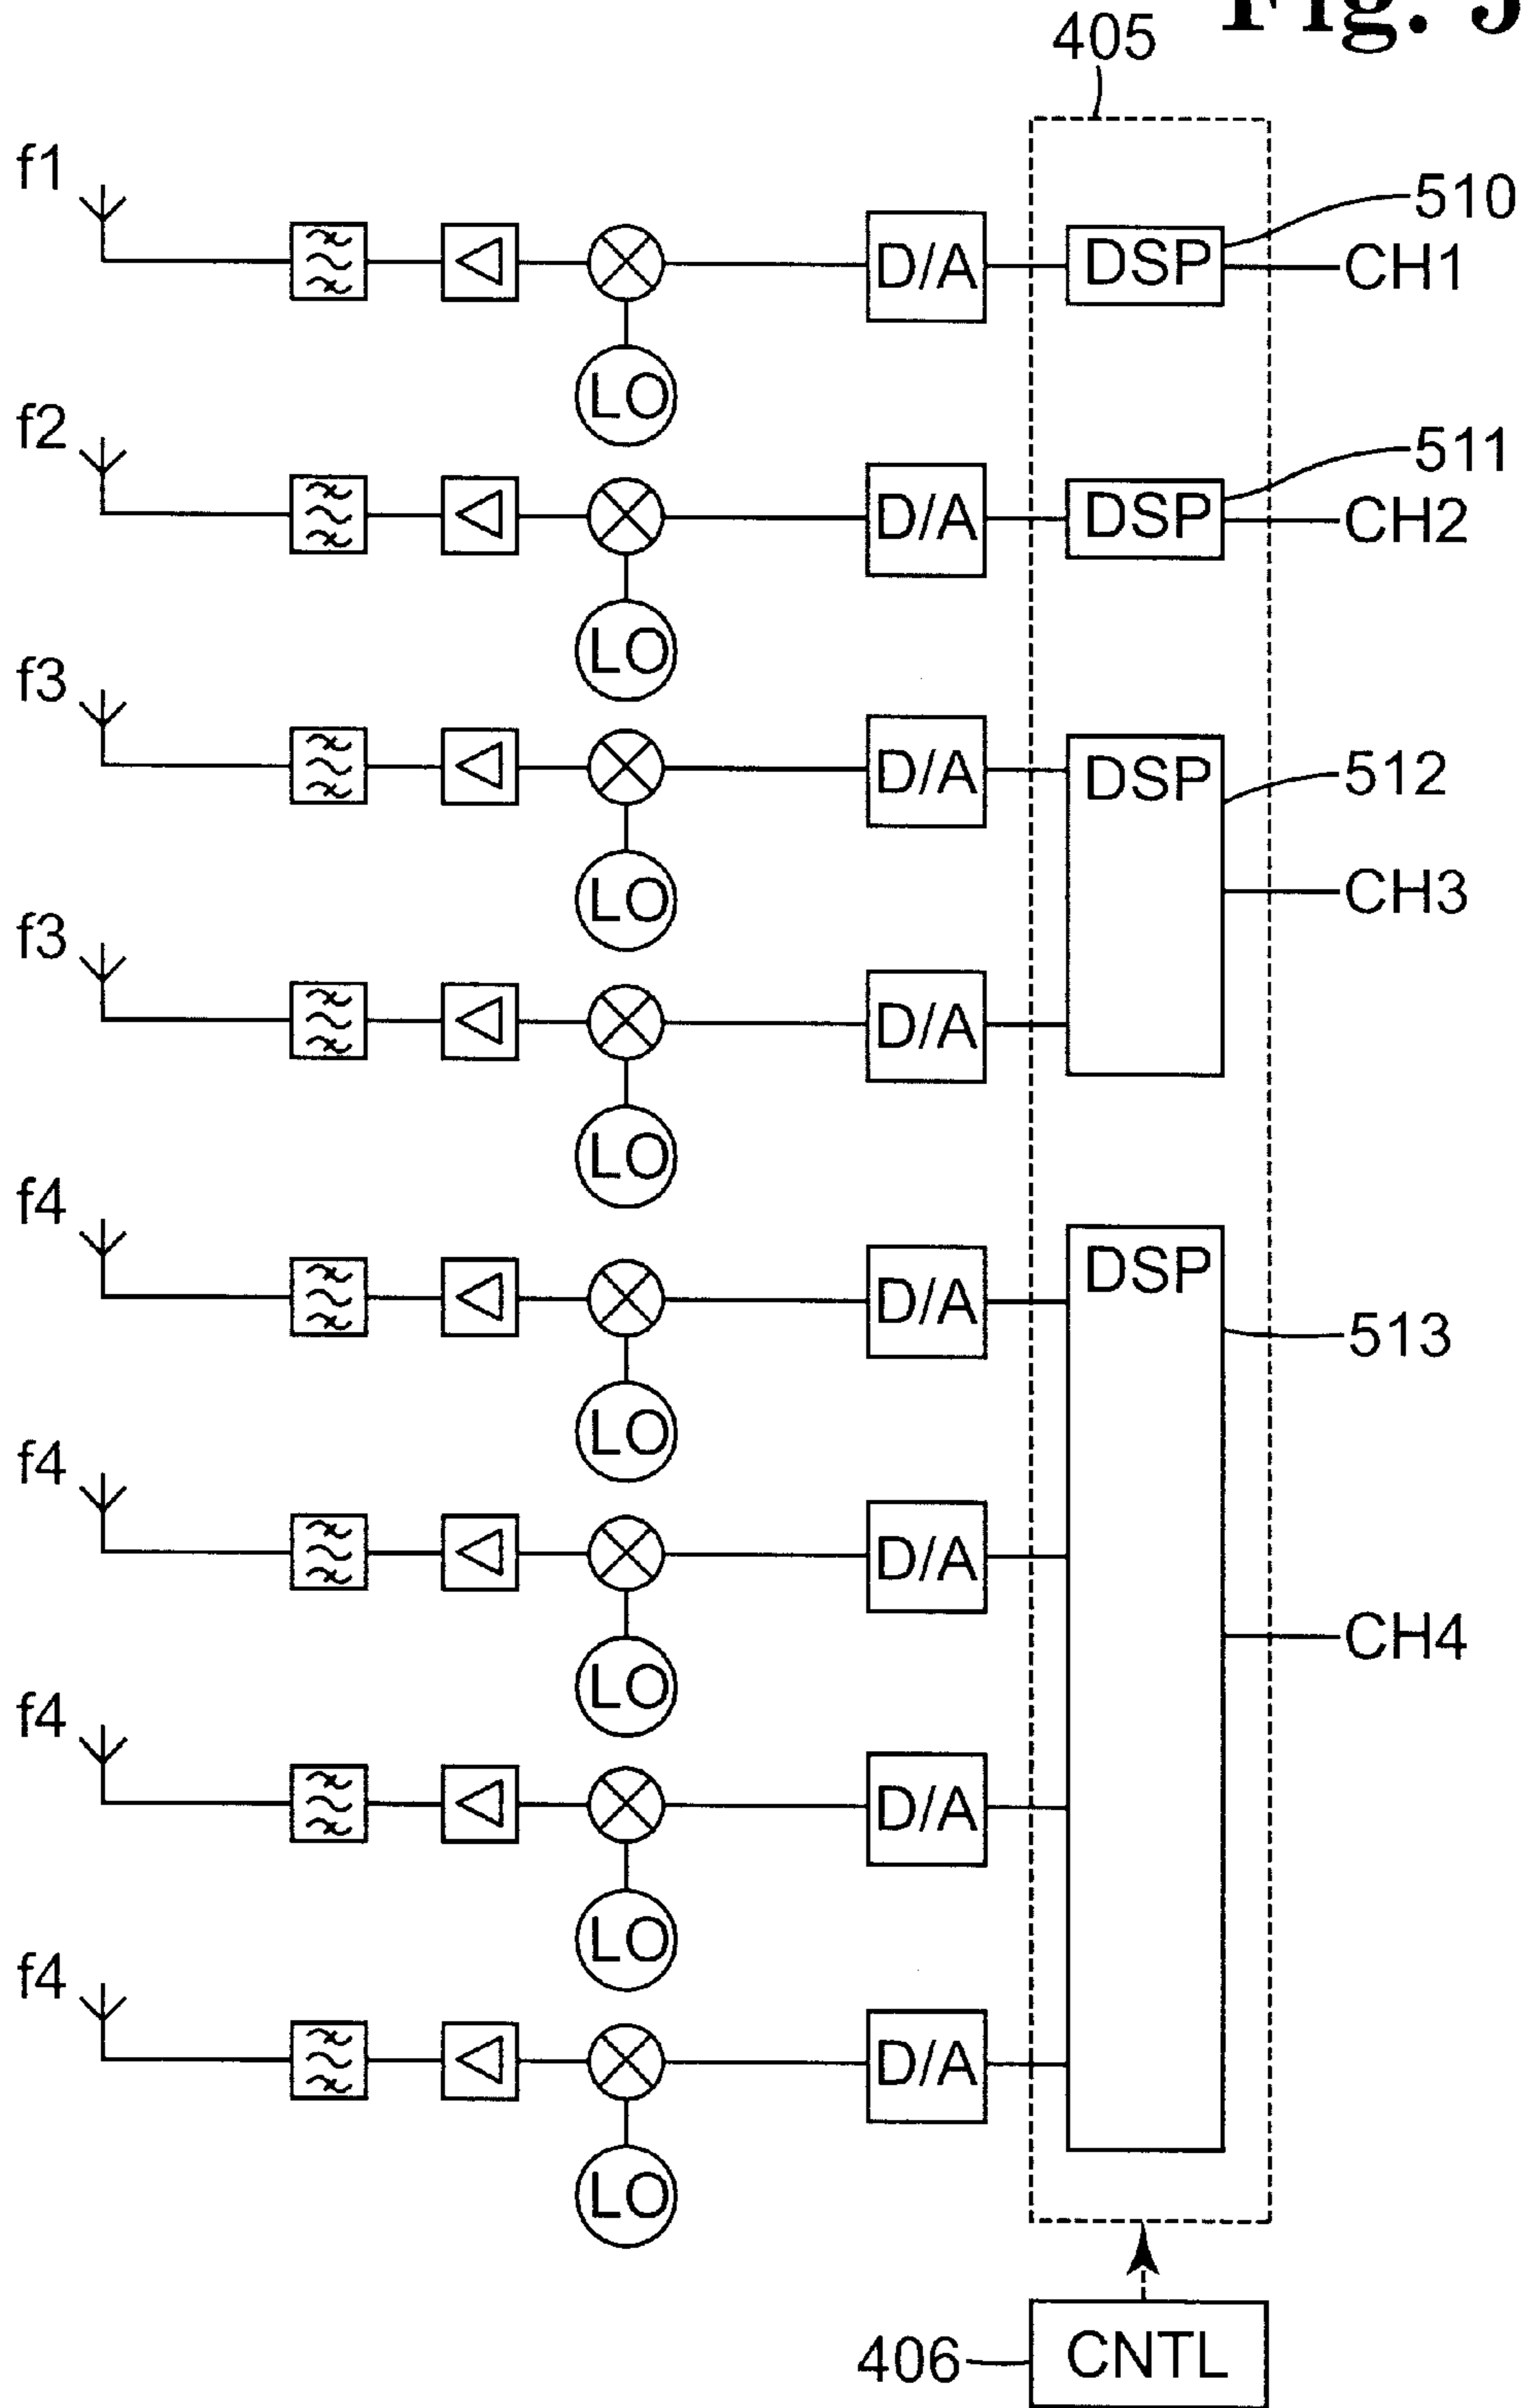 Fig. 5
405
f1
510
D/A
DSP
CH1
LO
f2
511
D/A
DSP
CH2
LO
f3
D/A
DSP
512
LO
CH3
f3
D/A
LO
f4
D/A
DSP
513
LO
f4
D/A
CH4
LO
f4
D/A
LO
f4
D/A
LO
406
CNTL